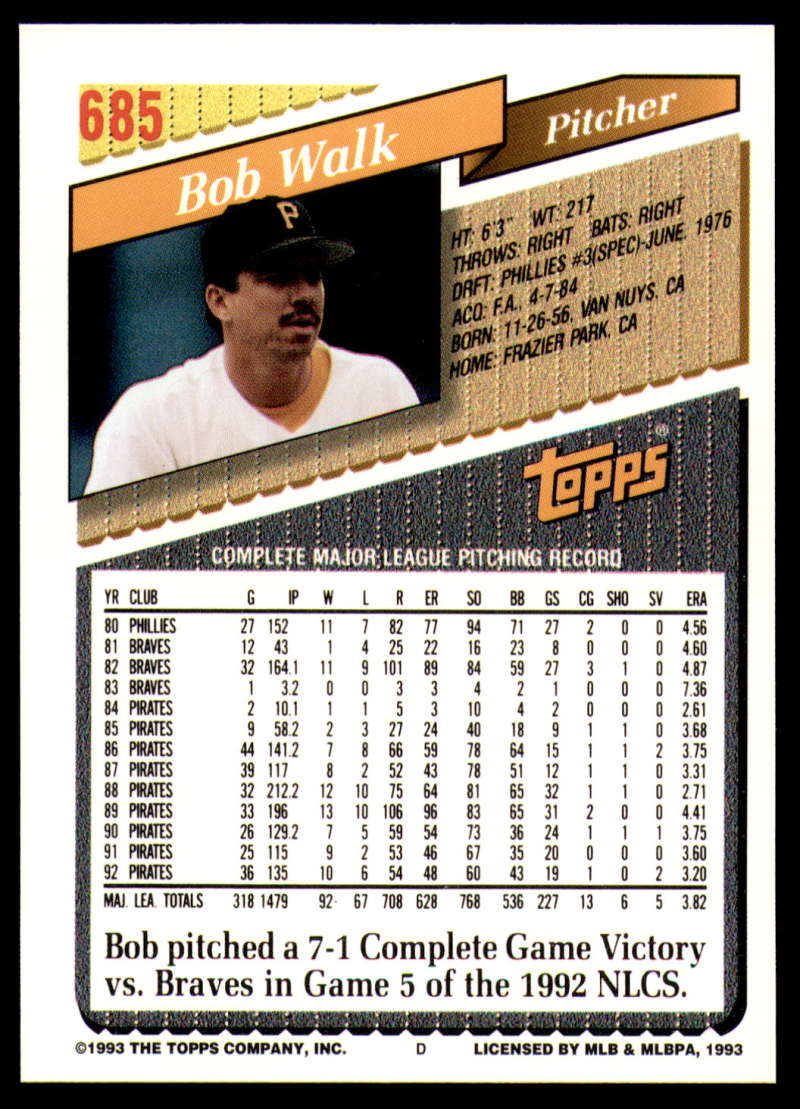 685
Bob Walk
Pitcher
P
HT: 6'3" WT: 217
THROWS: RIGHT BATS: RIGHT
DRFT: PHILLIES #3(SPEC)-JUNE, 1976
ACQ: F.A., 4-7-84
BORN: 11-26-56, VAN NUYS, CA
HOME: FRAZIER PARK, CA
topps®
COMPLETE MAJOR LEAGUE PITCHING RECORD
YR CLUB G IP W L R ER SO BB GS CG SHO SV ERA
80 PHILLIES 27 152 11 7 82 77 94 71 27 2 0 0 4.56
81 BRAVES 12 43 1 4 25 22 16 23 8 0 0 0 4.60
82 BRAVES 32 164.1 11 9 101 89 84 59 27 3 1 0 4.87
83 BRAVES 1 3.2 0 0 3 3 4 2 1 0 0 0 7.36
84 PIRATES 2 10.1 1 1 5 3 10 4 2 0 0 0 2.61
85 PIRATES 9 58.2 2 3 27 24 40 18 9 1 1 0 3.68
86 PIRATES 44 141.2 7 8 66 59 78 64 15 1 1 2 3.75
87 PIRATES 39 117 8 2 52 43 78 51 12 1 1 0 3.31
88 PIRATES 32 212.2 12 10 75 64 81 65 32 1 1 0 2.71
89 PIRATES 33 196 13 10 106 96 83 65 31 2 0 0 4.41
90 PIRATES 26 129.2 7 5 59 54 73 36 24 1 1 1 3.75
91 PIRATES 25 115 9 2 53 46 67 35 20 0 0 0 3.60
92 PIRATES 36 135 10 6 54 48 60 43 19 1 0 2 3.20
MAJ. LEA. TOTALS 318 1479 92 67 708 628 768 536 227 13 6 5 3.82
Bob pitched a 7-1 Complete Game Victory
vs. Braves in Game 5 of the 1992 NLCS.
©1993 THE TOPPS COMPANY, INC. D LICENSED BY MLB & MLBPA, 1993